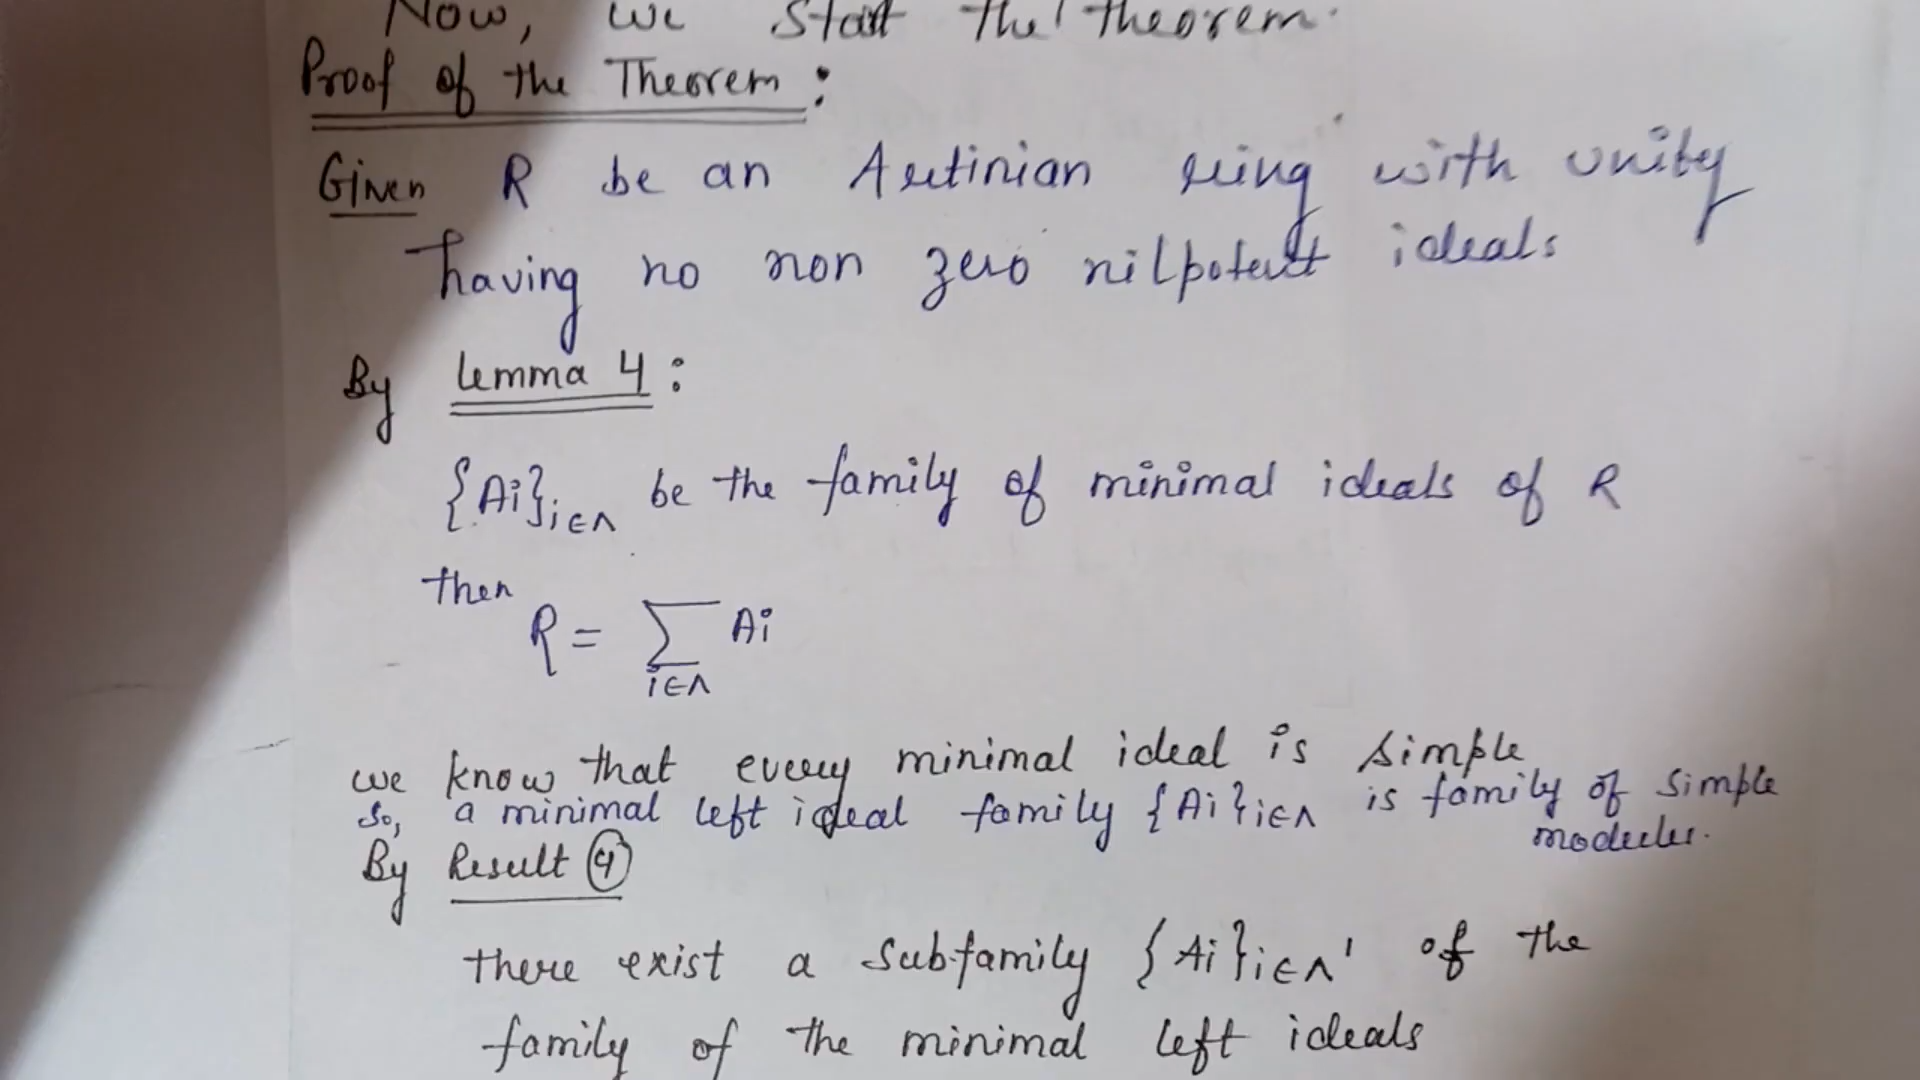 Now, we start the theorem.
Proof of the Theorem :
Given R be an Artinian ring with unity
having no non zero nilpotent ideals
By Lemma 4 :
{Ai}i∈Λ be the family of minimal ideals of R
then
R = ∑ Ai
i∈Λ
we know that every minimal ideal is simple
So, a minimal left ideal family {Ai}i∈Λ is family of simple
modules.
By Result ④
there exist a subfamily {Ai}i∈Λ' of the
family of the minimal left ideals